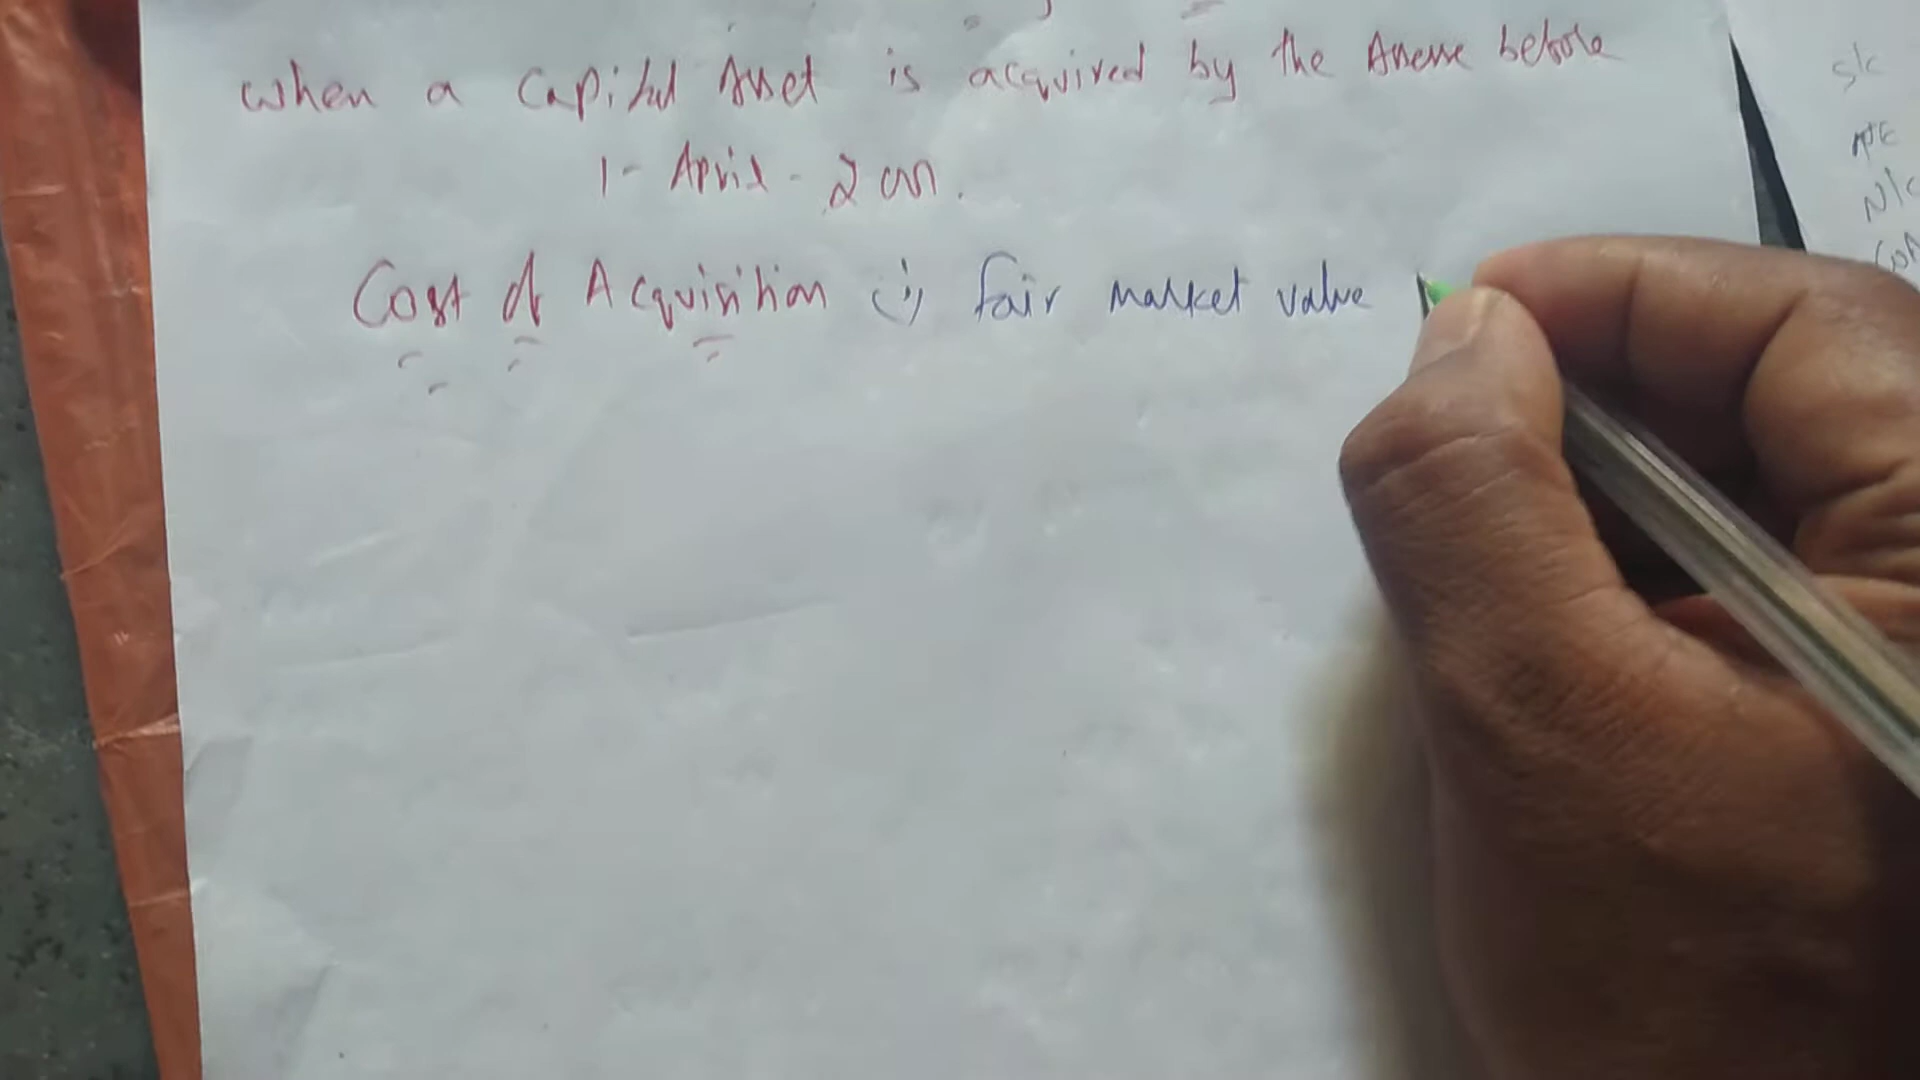 when a Capital Asset is acquired by the Assesse before
1 - April - 2001.
Cost of Acquisition (i) fair market value
S/C
N/C